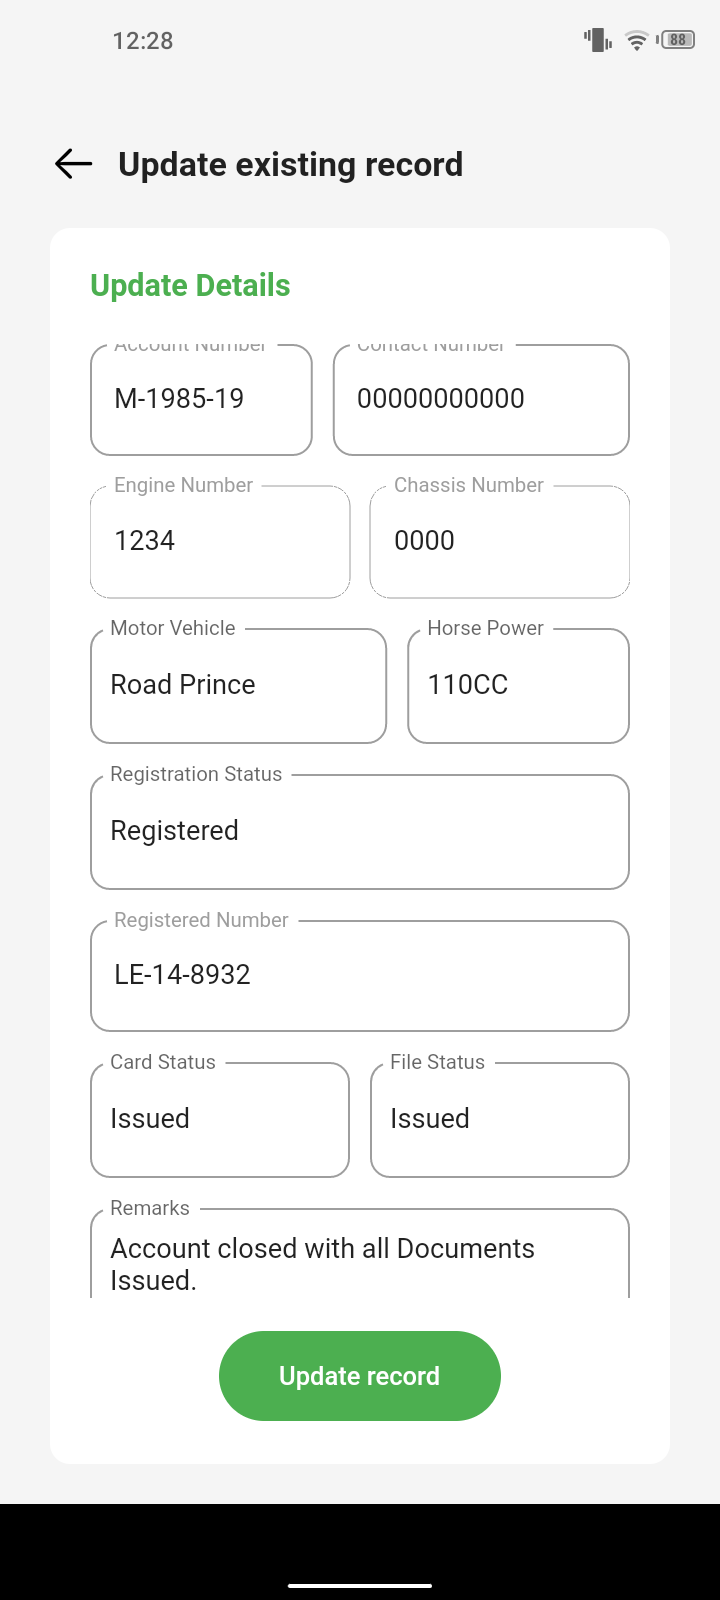 12:28
88
Update existing record
Update Details
Account Number Contact Number
M-1985-19 00000000000
Engine Number Chassis Number
1234 0000
Motor Vehicle Horse Power
Road Prince 110CC
Registration Status
Registered
Registered Number
LE-14-8932
Card Status File Status
Issued Issued
Remarks
Account closed with all Documents
Issued.
Update record